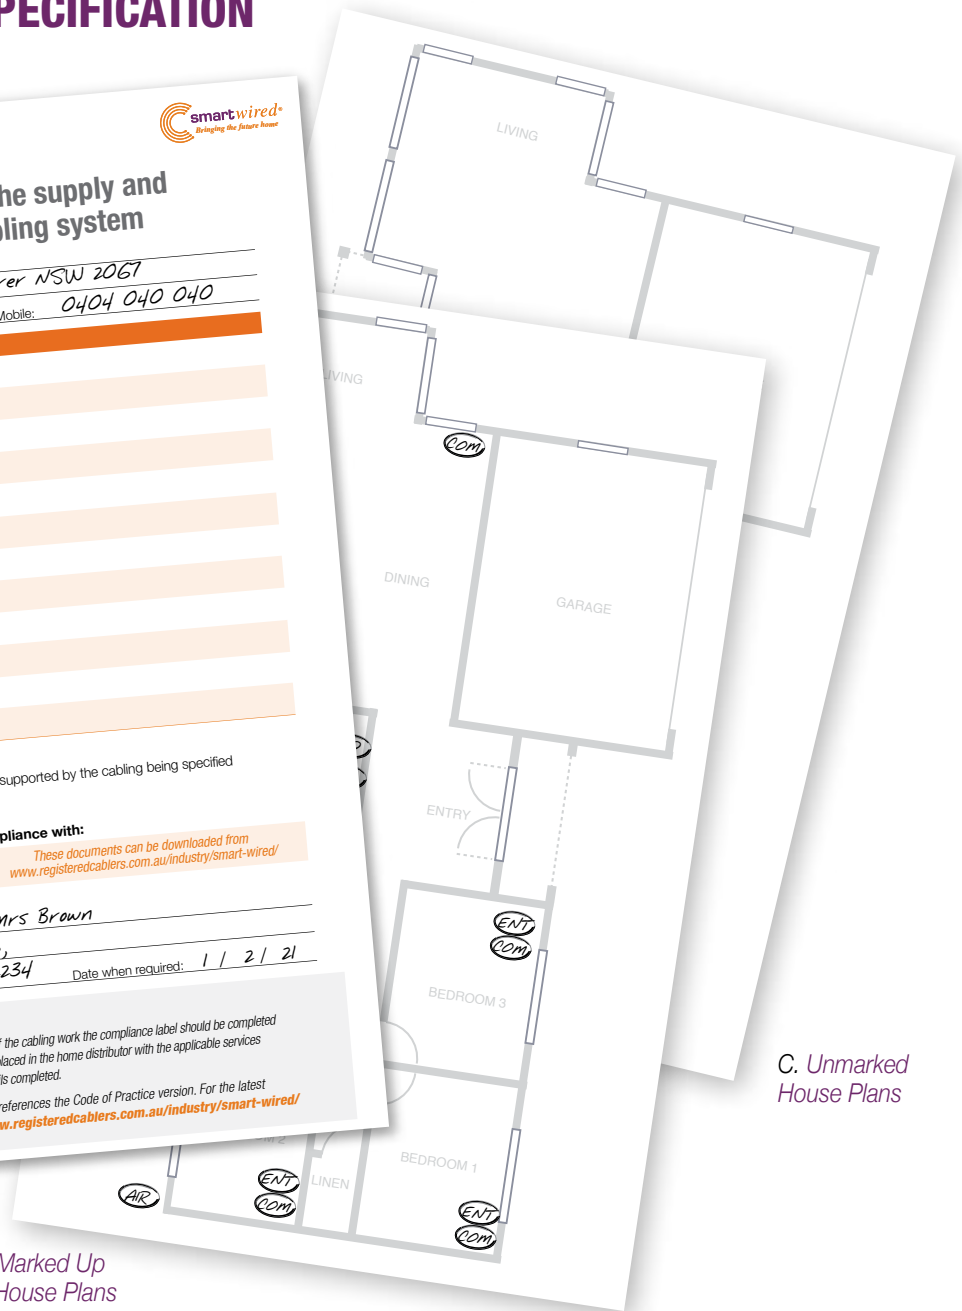 PECIFICATION
smartwired®
Bringing the future home
he supply and
ling system
rer NSW 2067
Mobile: 0404 040 040
supported by the cabling being specified
pliance with:
These documents can be downloaded from
www.registeredcablers.com.au/industry/smart-wired/
Mrs Brown
234 Date when required: 1 / 2 / 21
f the cabling work the compliance label should be completed
placed in the home distributor with the applicable services
ils completed.
references the Code of Practice version. For the latest
w.registeredcablers.com.au/industry/smart-wired/
LIVING
IVING
COM
DINING
GARAGE
ENTRY
ENT
COM
BEDROOM 3
BEDROOM 1
M 2
LINEN
ENT
COM
AIR
ENT
COM
C. Unmarked
House Plans
Marked Up
House Plans